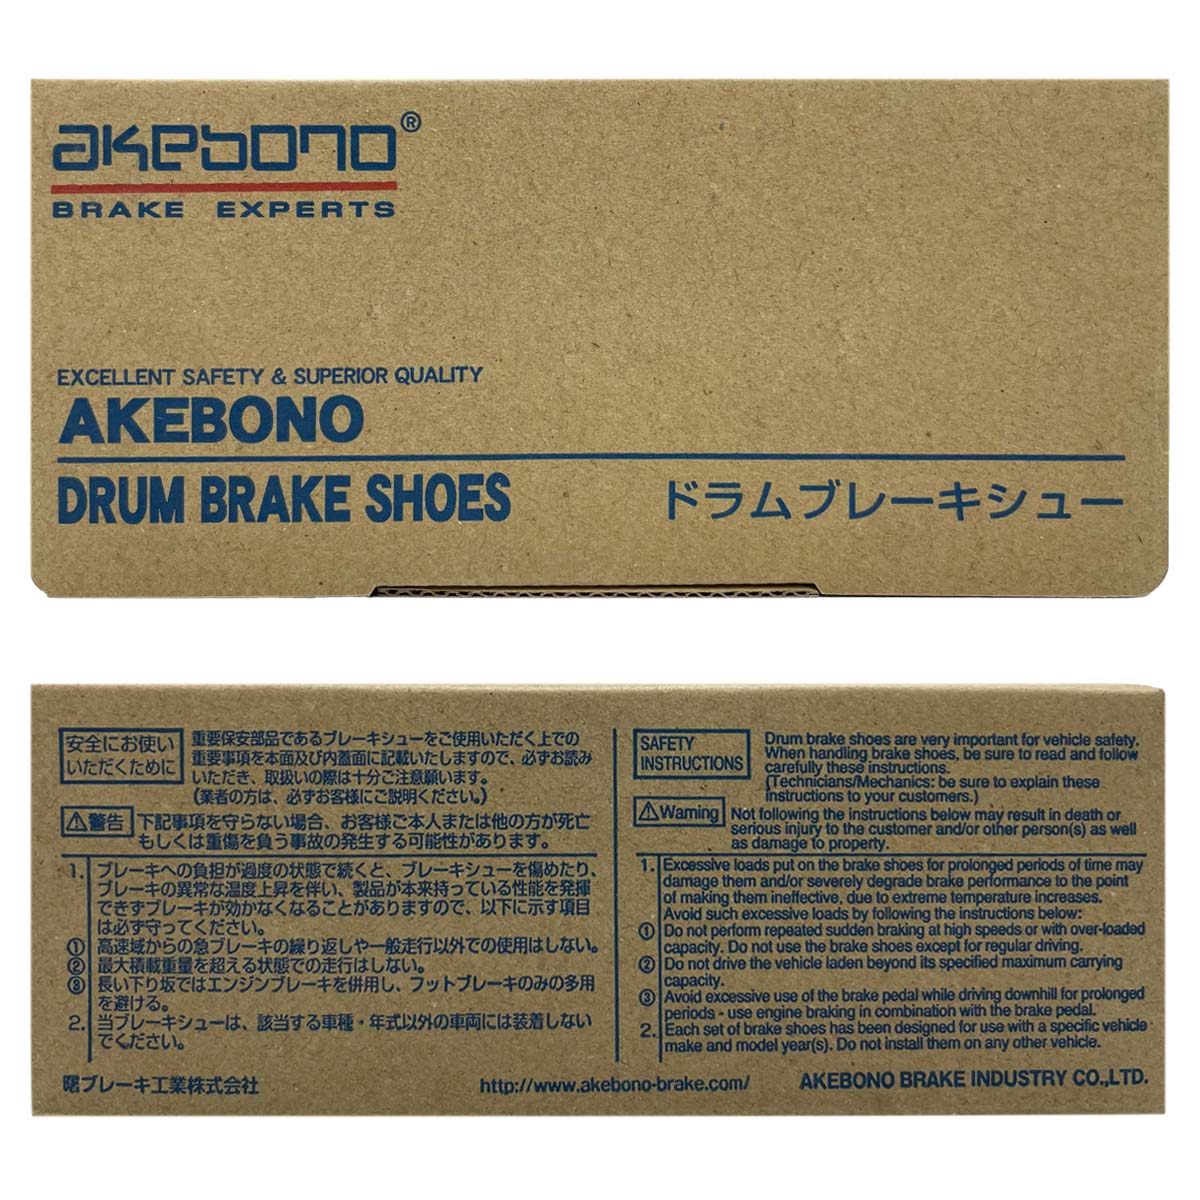 akebono®
BRAKE EXPERTS
EXCELLENT SAFETY & SUPERIOR QUALITY
AKEBONO
DRUM BRAKE SHOES
ドラムブレーキシュー
安全にお使い
いただくために
重要保安部品であるブレーキシューをご使用いただく上での
重要事項を本面及び内蓋面に記載いたしますので、必ずお読み
いただき、取扱いの際は十分ご注意願います。
(業者の方は、必ずお客様にご説明ください。)
⚠警告
下記事項を守らない場合、お客様ご本人または他の方が死亡
もしくは重傷を負う事故の発生する可能性があります。
1. ブレーキへの負担が過度の状態で続くと、ブレーキシューを傷めたり、
ブレーキの異常な温度上昇を伴い、製品が本来持っている性能を発揮
できずブレーキが効かなくなることがありますので、以下に示す項目
は必ず守ってください。
① 高速域からの急ブレーキの繰り返しや一般走行以外での使用はしない。
② 最大積載重量を超える状態での走行はしない。
③ 長い下り坂ではエンジンブレーキを併用し、フットブレーキのみの多用
を避ける。
2. 当ブレーキシューは、該当する車種・年式以外の車両には装着しない
でください。
曙ブレーキ工業株式会社
SAFETY
INSTRUCTIONS
Drum brake shoes are very important for vehicle safety.
When handling brake shoes, be sure to read and follow
carefully these instructions.
(Technicians/Mechanics: be sure to explain these
instructions to your customers.)
⚠Warning
Not following the instructions below may result in death or
serious injury to the customer and/or other person(s) as well
as damage to property.
1. Excessive loads put on the brake shoes for prolonged periods of time may
damage them and/or severely degrade brake performance to the point
of making them ineffective, due to extreme temperature increases.
Avoid such excessive loads by following the instructions below:
① Do not perform repeated sudden braking at high speeds or with over-loaded
capacity. Do not use the brake shoes except for regular driving.
② Do not drive the vehicle laden beyond its specified maximum carrying
capacity.
③ Avoid excessive use of the brake pedal while driving downhill for prolonged
periods - use engine braking in combination with the brake pedal.
2. Each set of brake shoes has been designed for use with a specific vehicle
make and model year(s). Do not install them on any other vehicle.
http://www.akebono-brake.com/
AKEBONO BRAKE INDUSTRY CO.,LTD.